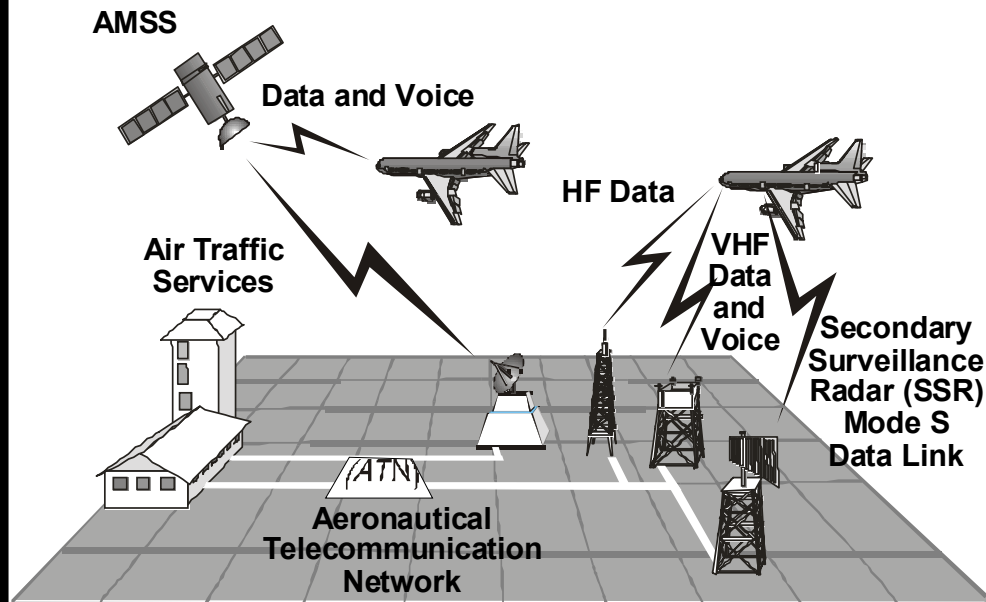 AMSS
Data and Voice
HF Data
Air Traffic
Services
VHF
Data
and
Voice
Secondary
Surveillance
Radar (SSR)
Mode S
Data Link
(ATN)
Aeronautical
Telecommunication
Network